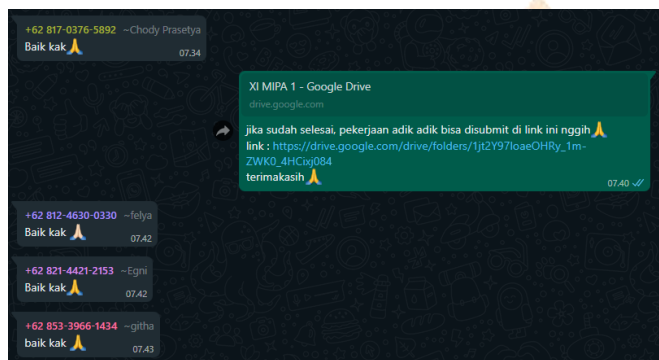 +62 817-0376-5892 ~Chody Prasetya
Baik kak🙏
07.34
XI MIPA 1 - Google Drive
drive.google.com
jika sudah selesai, pekerjaan adik adik bisa disubmit di link ini nggih🙏
link : https://drive.google.com/drive/folders/1jt2Y97IoaeOHRy_1m-
ZWK0_4HCixj084
terimakasih🙏
07.40
+62 812-4630-0330 ~felya
Baik kak 🙏🏻
07.42
+62 821-4421-2153 ~Egni
Baik kak🙏
07.42
+62 853-3966-1434 ~githa
baik kak 🙏
07.43